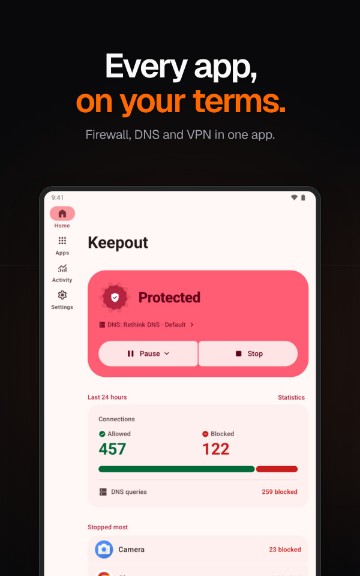 Every app,
on your terms.
Firewall, DNS and VPN in one app.
9:41
Home
Apps
Activity
Settings
Keepout
Protected
DNS: Rethink DNS · Default
Pause
Stop
Last 24 hours
Statistics
Connections
Allowed
Blocked
457
122
DNS queries
259 blocked
Stopped most
Camera
23 blocked